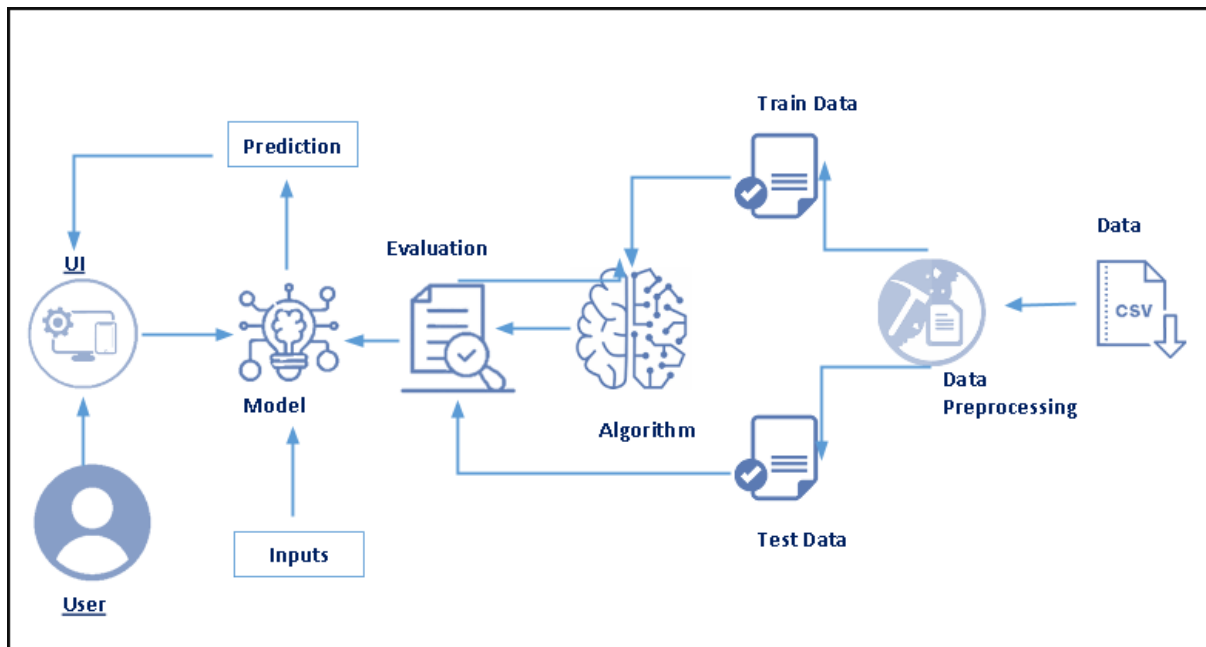 Train Data
Prediction
Data
Evaluation
UI
CSV
Data
Preprocessing
Model
Algorithm
Test Data
Inputs
User